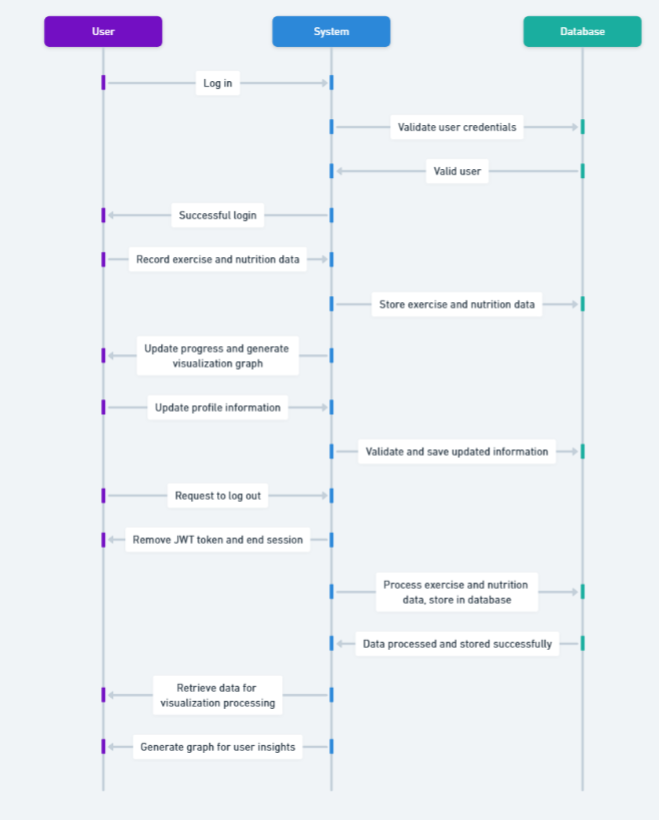 User
System
Database
Log in
Validate user credentials
Valid user
Successful login
Record exercise and nutrition data
Store exercise and nutrition data
Update progress and generate
visualization graph
Update profile information
Validate and save updated information
Request to log out
Remove JWT token and end session
Process exercise and nutrition
data, store in database
Data processed and stored successfully
Retrieve data for
visualization processing
Generate graph for user insights